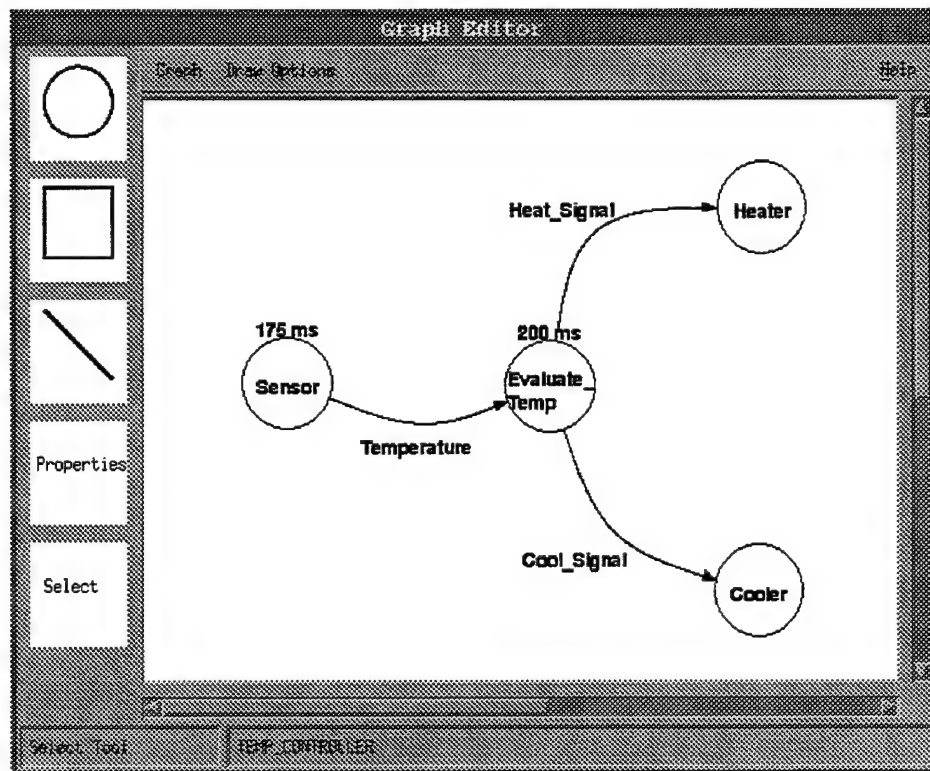 Graph Editor
Graph Draw Options Help
Heat_Signal
Heater
175 ms
200 ms
Sensor
Evaluate_
Temp
Temperature
Properties
Cool_Signal
Select
Cooler
Select Tool
TEMP_CONTROLLER